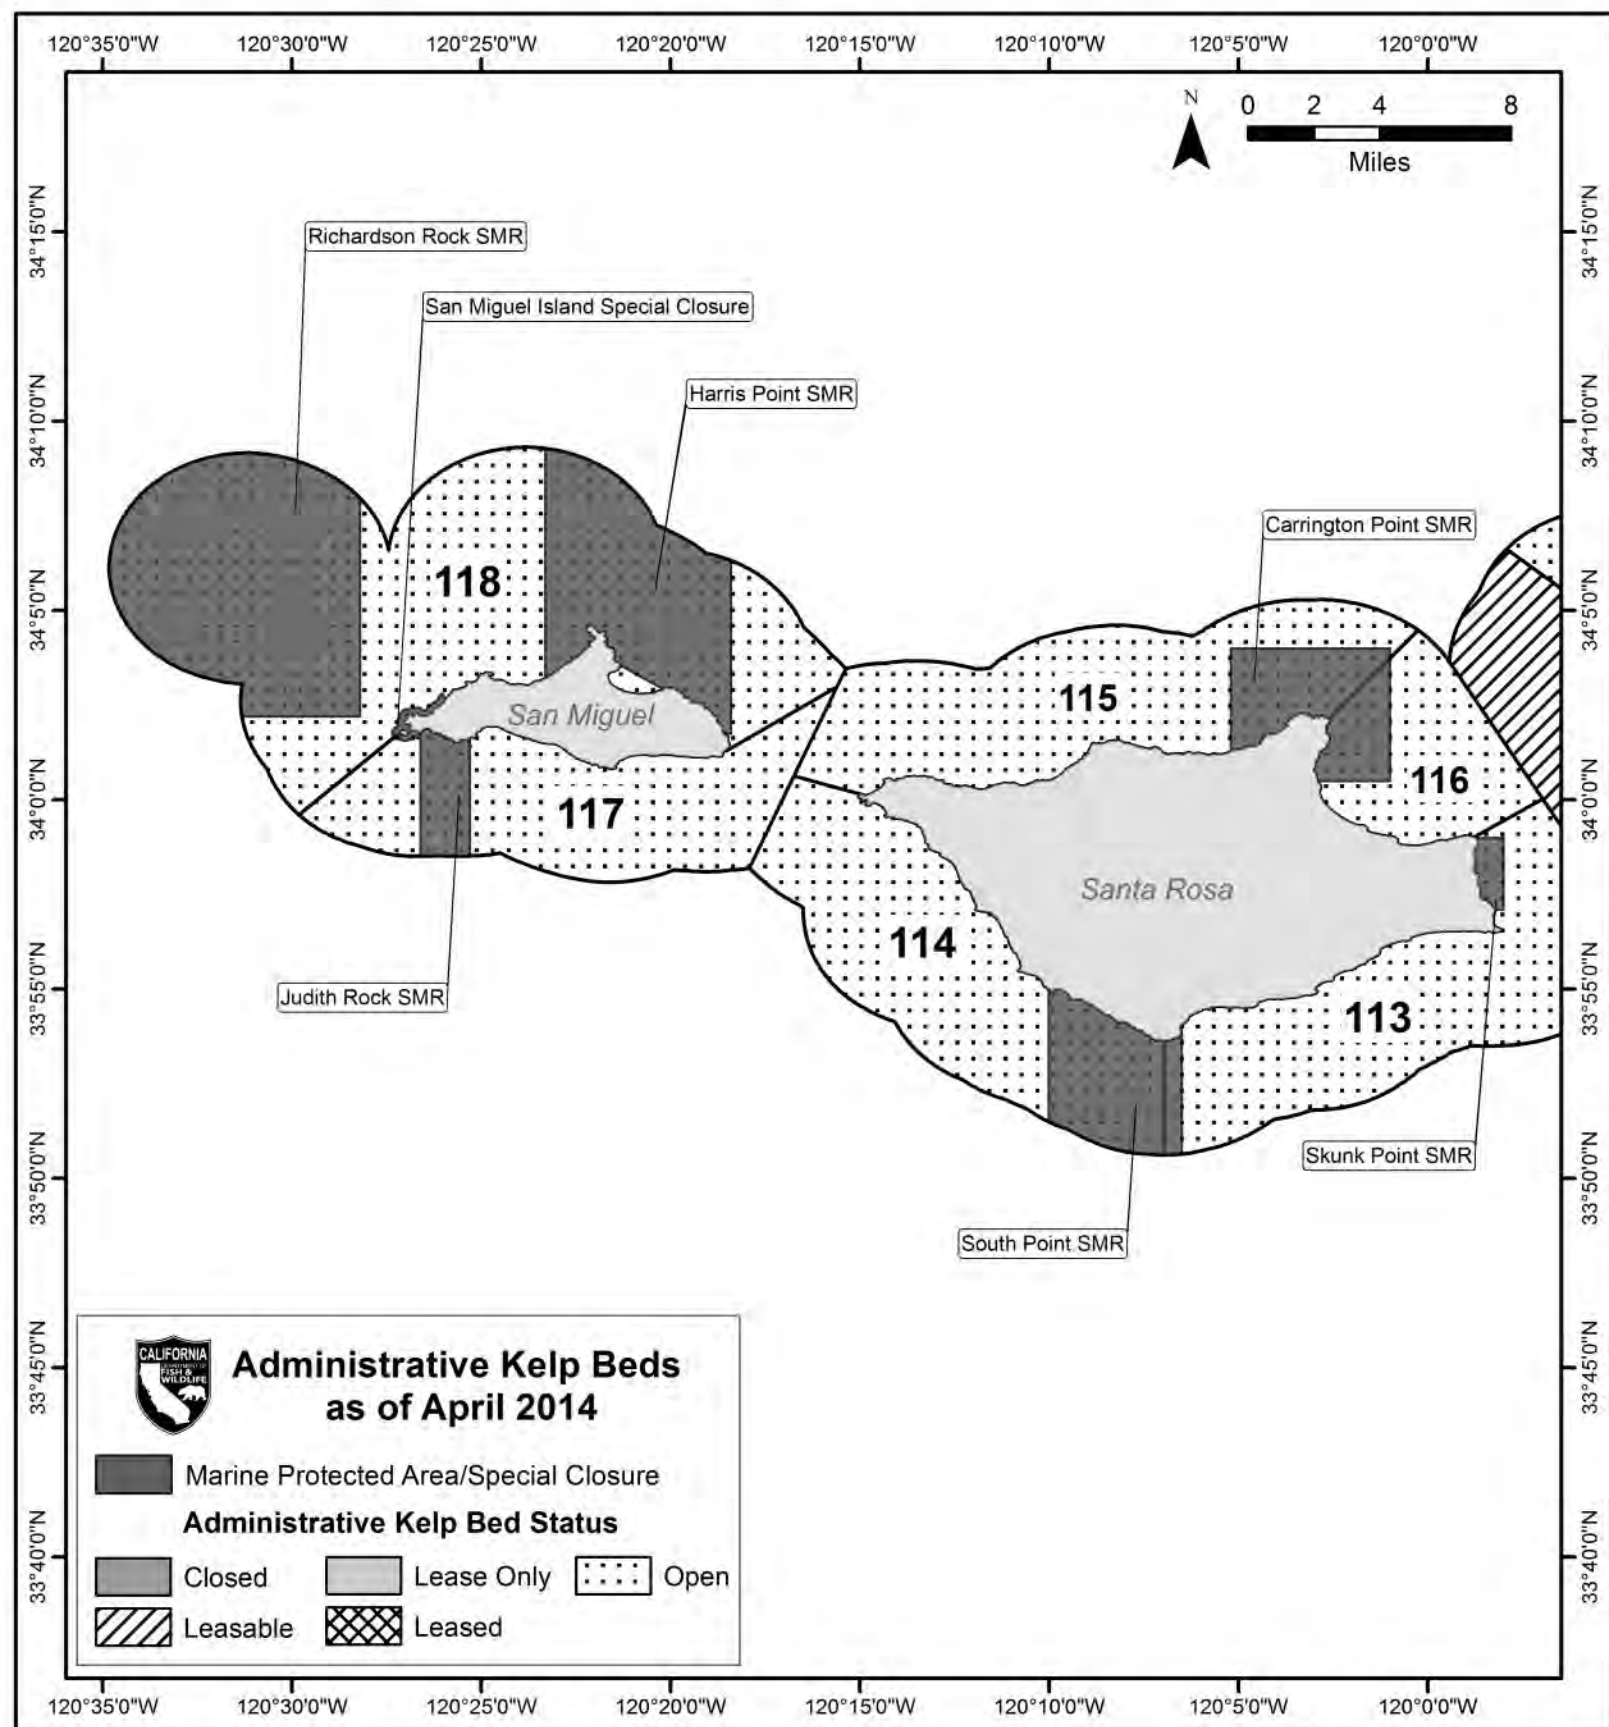 120°35'0"W 120°30'0"W 120°25'0"W 120°20'0"W 120°15'0"W 120°10'0"W 120°5'0"W 120°0'0"W
N
0 2 4 8
Miles
34°15'0"N
34°10'0"N
34°5'0"N
34°0'0"N
33°55'0"N
33°50'0"N
33°45'0"N
33°40'0"N
34°15'0"N
34°10'0"N
34°5'0"N
34°0'0"N
33°55'0"N
33°50'0"N
33°45'0"N
33°40'0"N
Richardson Rock SMR
San Miguel Island Special Closure
Harris Point SMR
Carrington Point SMR
118
115
San Miguel
116
117
Santa Rosa
114
Judith Rock SMR
113
Skunk Point SMR
South Point SMR
CALIFORNIA
DEPARTMENT OF
FISH &
WILDLIFE
Administrative Kelp Beds
as of April 2014
Marine Protected Area/Special Closure
Administrative Kelp Bed Status
Closed Lease Only Open
Leasable Leased
120°35'0"W 120°30'0"W 120°25'0"W 120°20'0"W 120°15'0"W 120°10'0"W 120°5'0"W 120°0'0"W